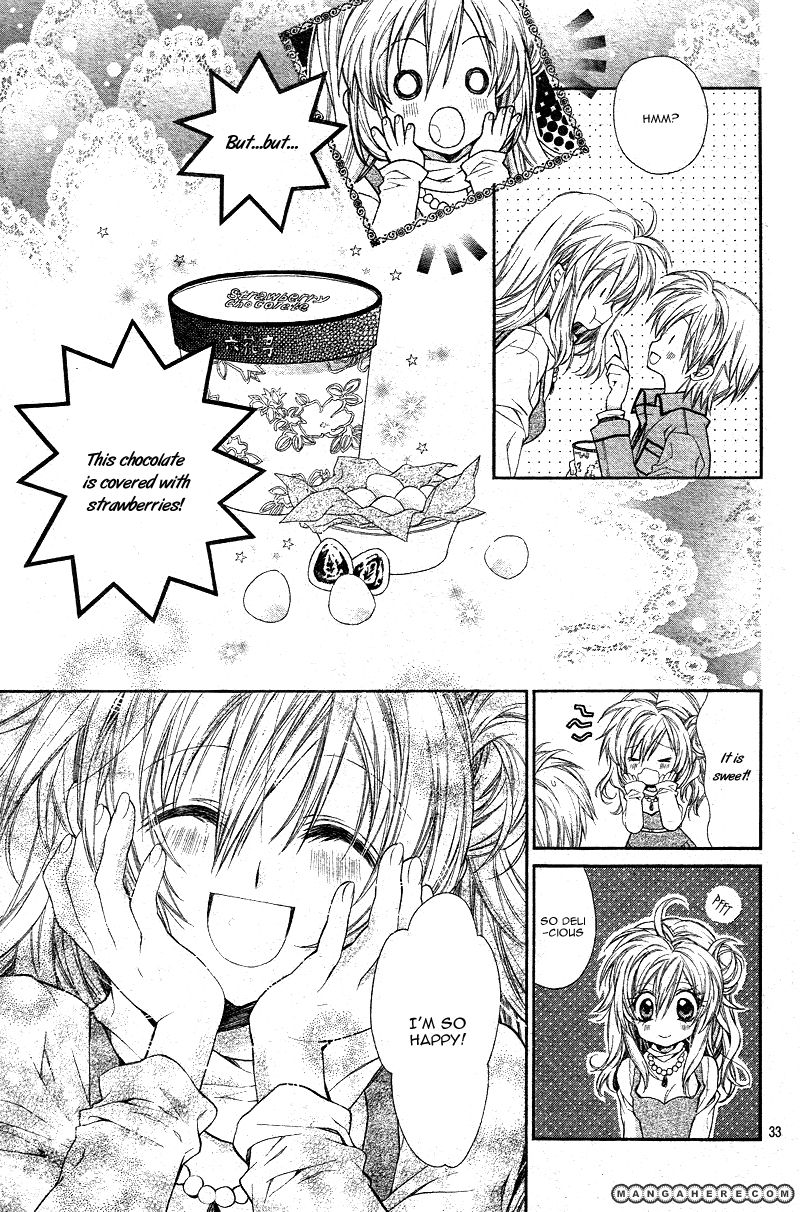 HMM?
But...but...
Strawberry
chocolate
This chocolate
is covered with
strawberries!
It is
sweet!
PFFT
SO DELI
-CIOUS
I'M SO
HAPPY!
33
MANGAHERE.COM